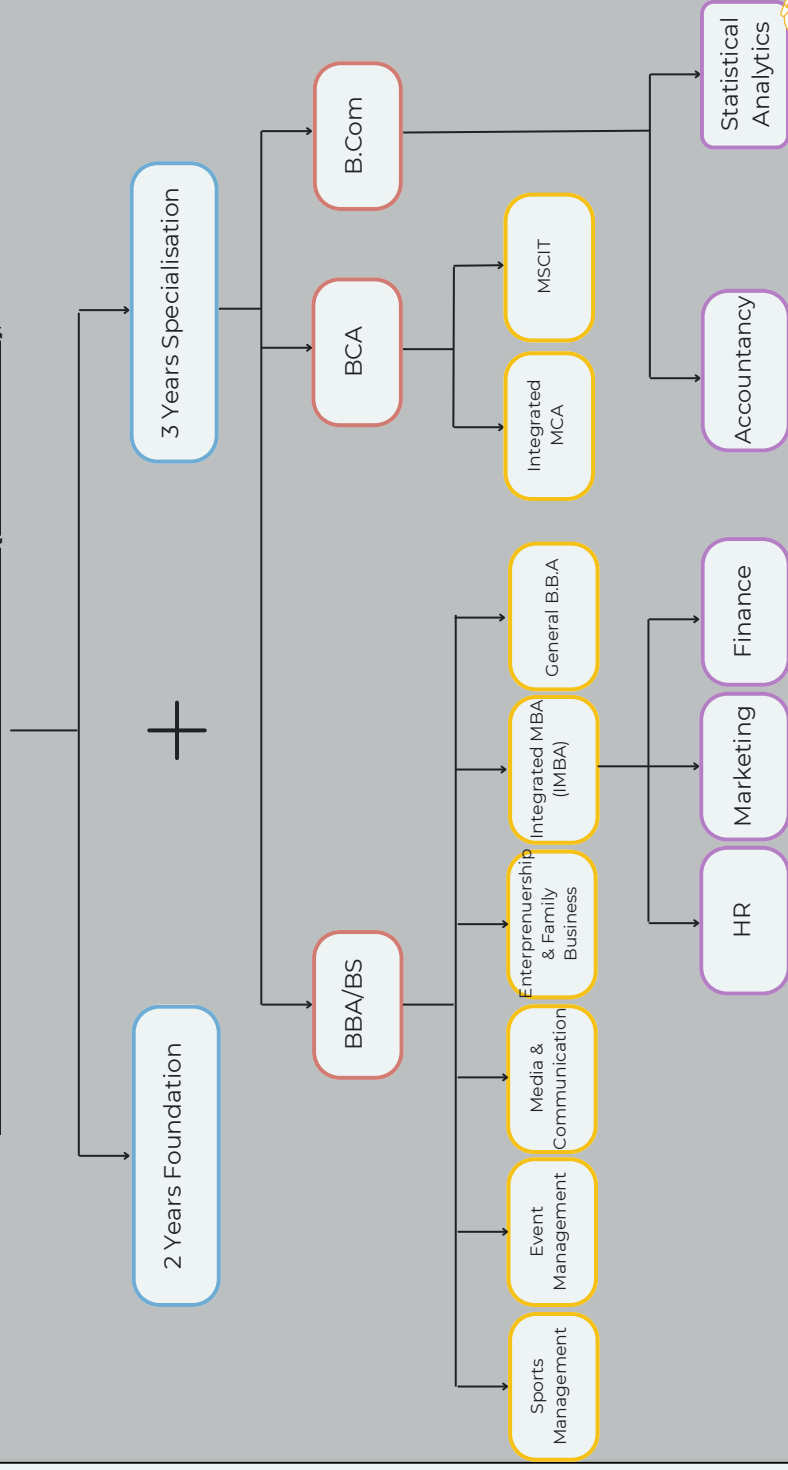 2 Years Foundation
3 Years Specialisation
BBA/BS
BCA
B.Com
Sports
Management
Event
Management
Media &
Communication
Enterprenuership
& Family
Business
Integrated MBA
(IMBA)
General B.B.A
Integrated
MCA
MSCIT
HR
Marketing
Finance
Accountancy
Statistical
Analytics